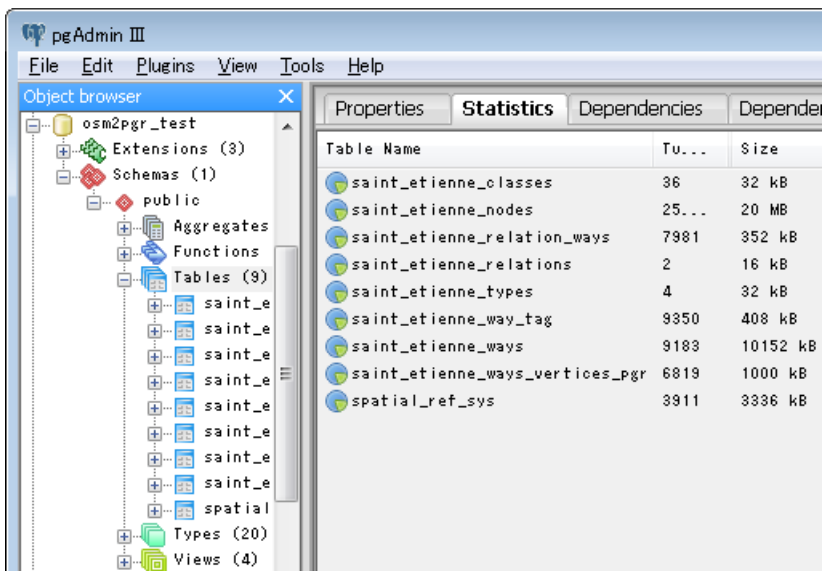 pgAdmin III
File Edit Plugins View Tools Help
Object browser
osm2pgr_test
Extensions (3)
Schemas (1)
public
Aggregates
Functions
Tables (9)
saint_e
saint_e
saint_e
saint_e
saint_e
saint_e
saint_e
saint_e
spatial
Types (20)
Views (4)
Properties Statistics Dependencies Depender
Table Name Tu... Size
saint_etienne_classes 36 32 kB
saint_etienne_nodes 25... 20 MB
saint_etienne_relation_ways 7981 352 kB
saint_etienne_relations 2 16 kB
saint_etienne_types 4 32 kB
saint_etienne_way_tag 9350 408 kB
saint_etienne_ways 9183 10152 kB
saint_etienne_ways_vertices_pgr 6819 1000 kB
spatial_ref_sys 3911 3336 kB